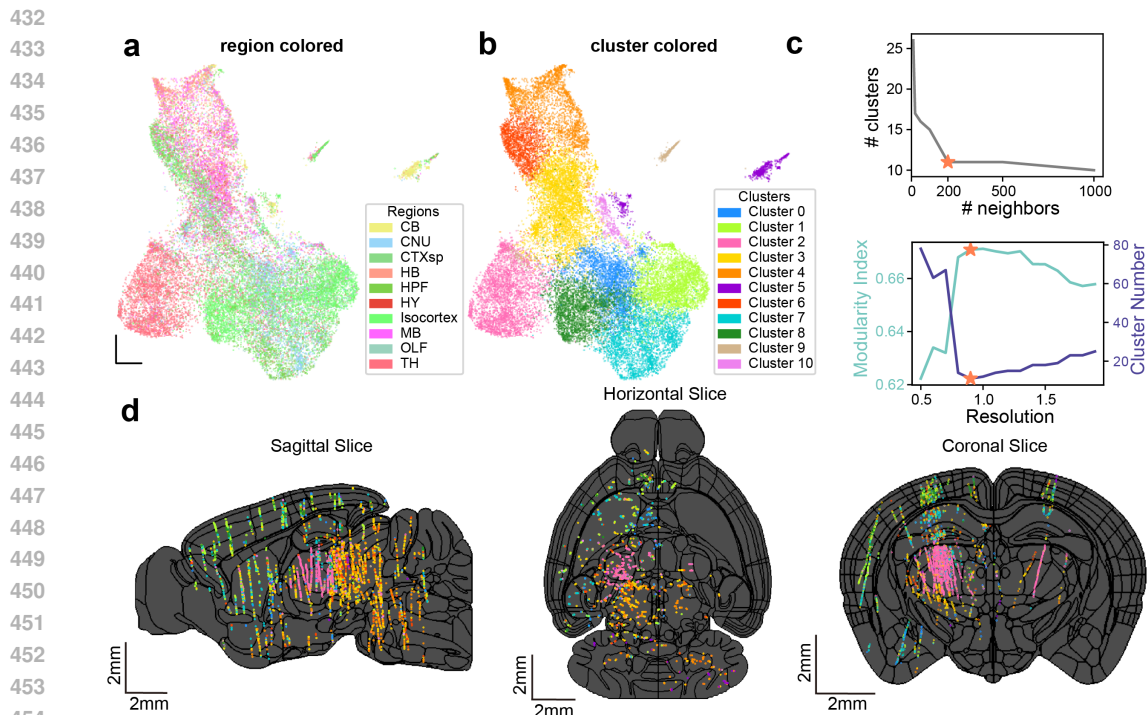 432
433
434
435
436
437
438
439
440
441
442
443
444
445
446
447
448
449
450
451
452
453
a
region colored
Regions
CB
CNU
CTXsp
HB
HPF
HY
Isocortex
MB
OLF
TH
b
cluster colored
Clusters
Cluster 0
Cluster 1
Cluster 2
Cluster 3
Cluster 4
Cluster 5
Cluster 6
Cluster 7
Cluster 8
Cluster 9
Cluster 10
c
# clusters
25
20
15
10
0
200
500
1000
# neighbors
Modularity Index
0.66
0.64
0.62
Cluster Number
80
60
40
20
0.5
1.0
1.5
Resolution
d
Sagittal Slice
2mm
2mm
Horizontal Slice
2mm
2mm
Coronal Slice
2mm
2mm